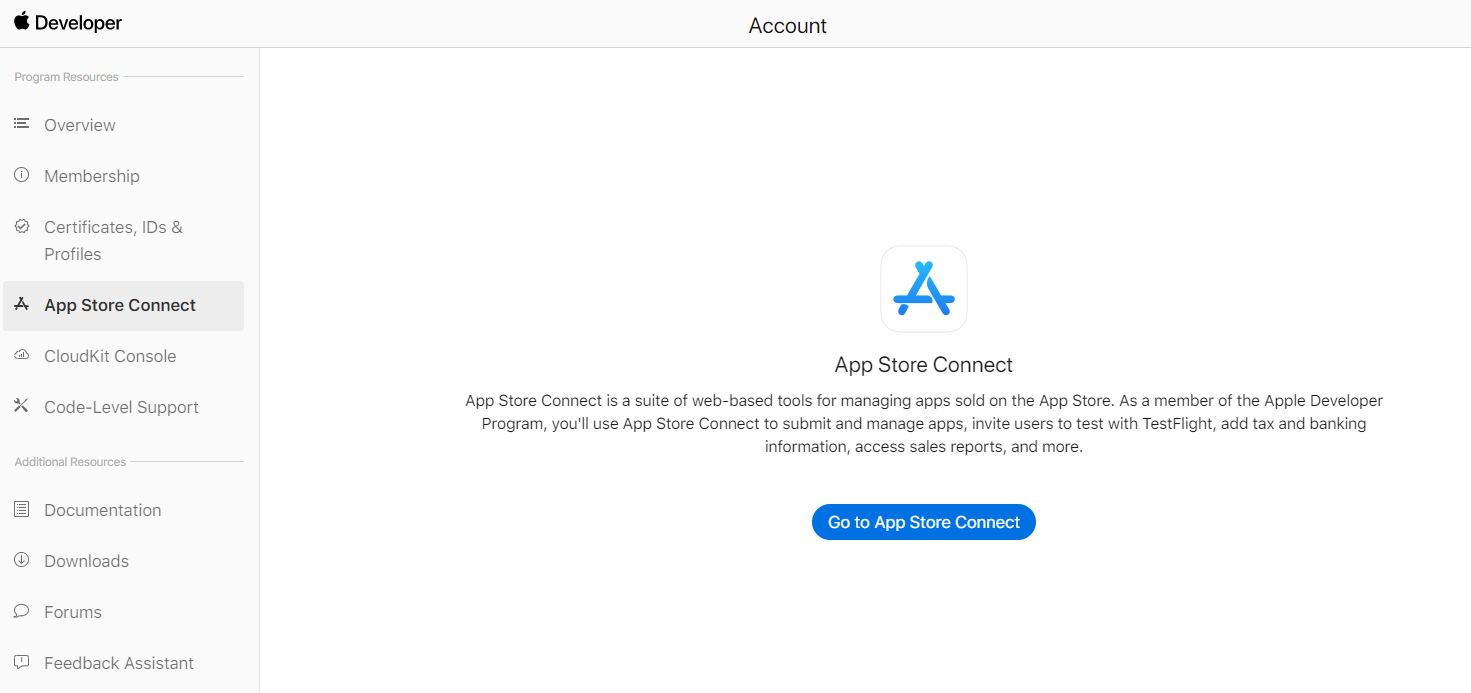 Developer
Account
Program Resources
Overview
Membership
Certificates, IDs &
Profiles
App Store Connect
CloudKit Console
Code-Level Support
Additional Resources
Documentation
Downloads
Forums
Feedback Assistant
App Store Connect
App Store Connect is a suite of web-based tools for managing apps sold on the App Store. As a member of the Apple Developer
Program, you'll use App Store Connect to submit and manage apps, invite users to test with TestFlight, add tax and banking
information, access sales reports, and more.
Go to App Store Connect